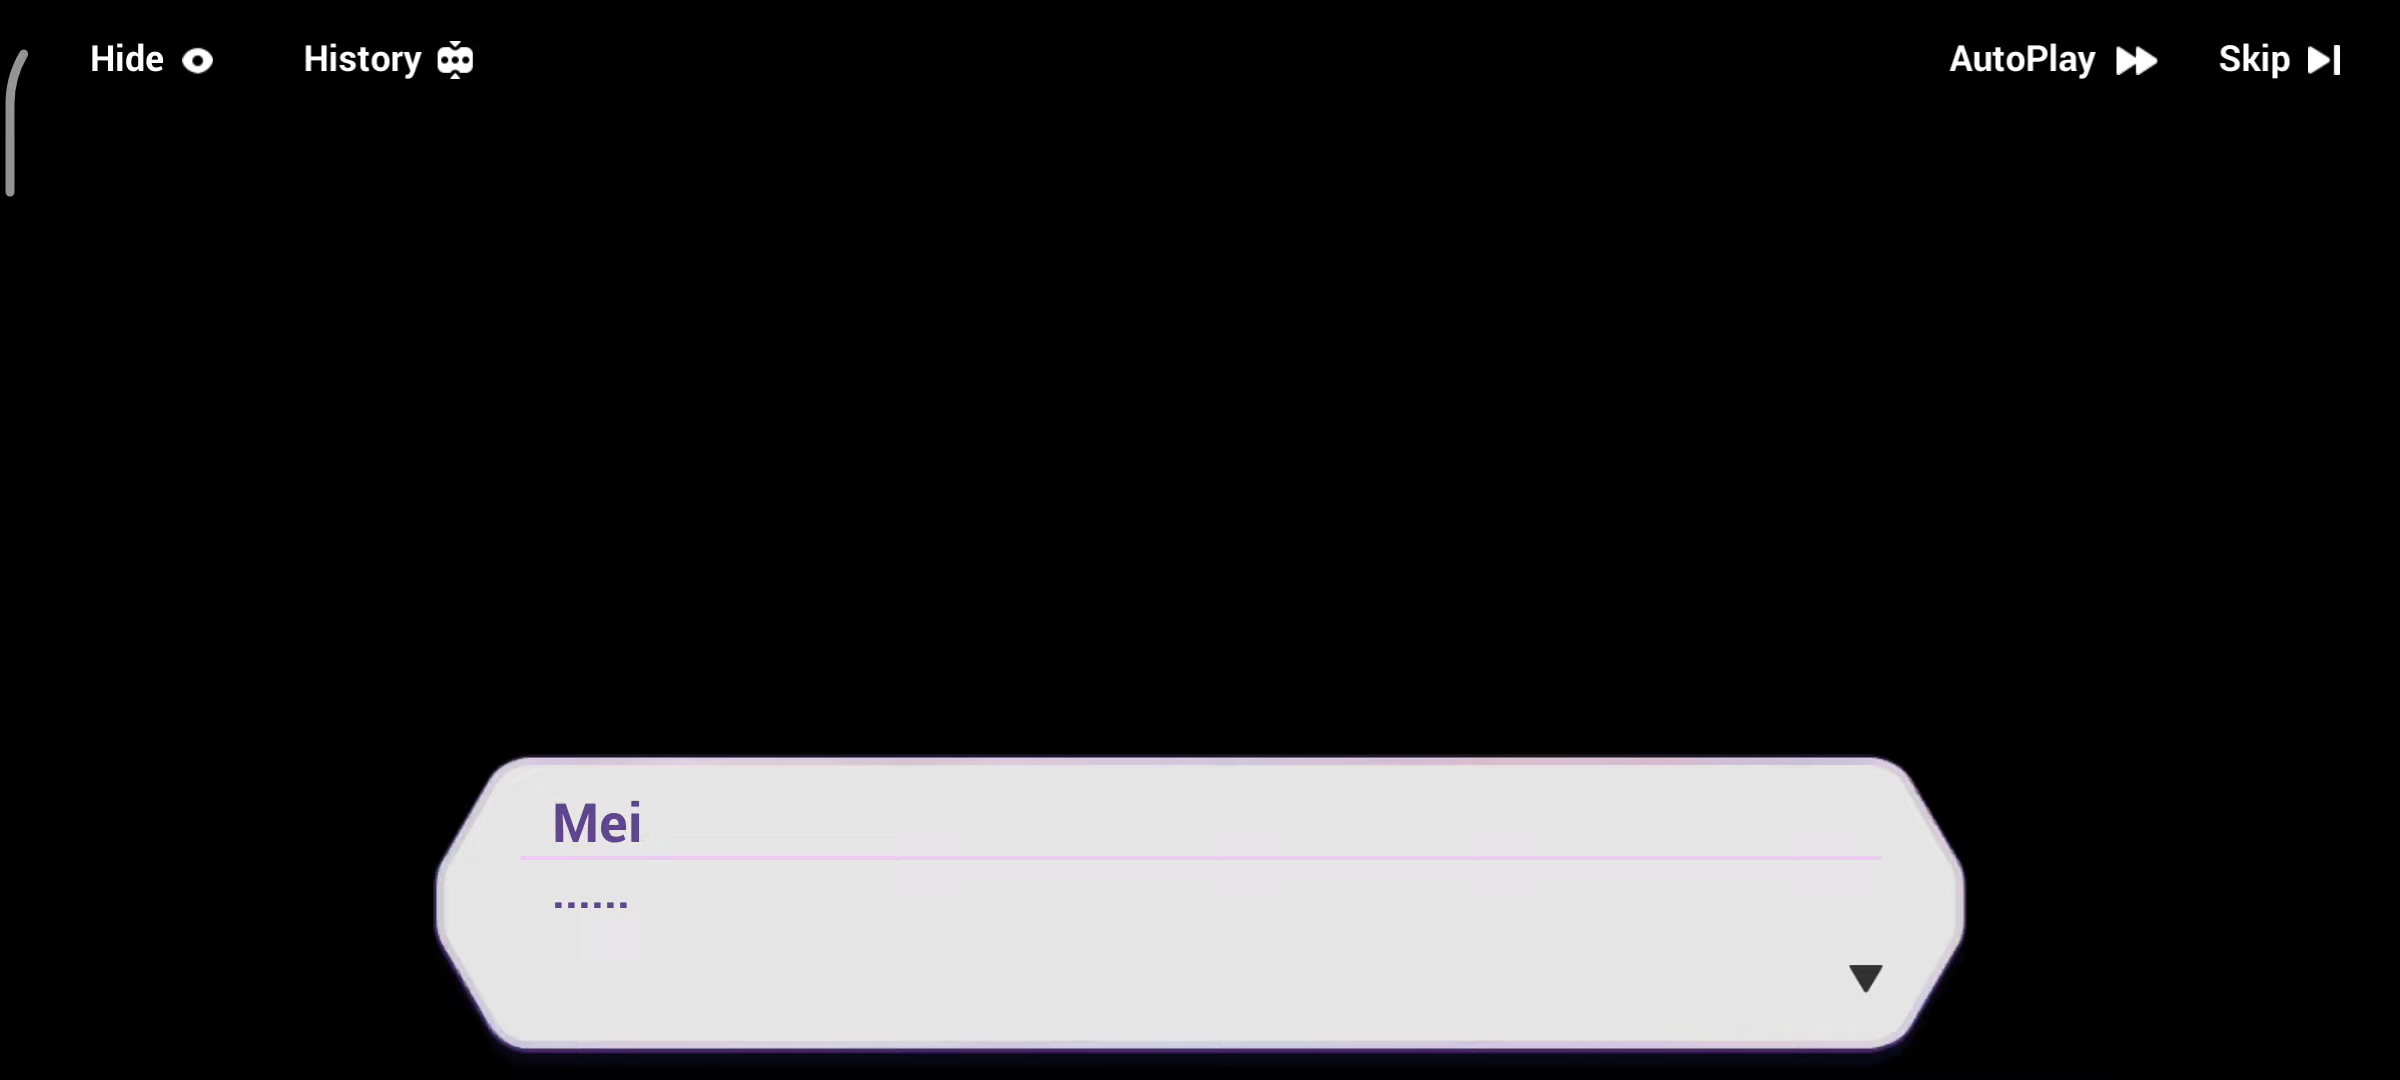 Hide
History
AutoPlay
Skip
Mei
......